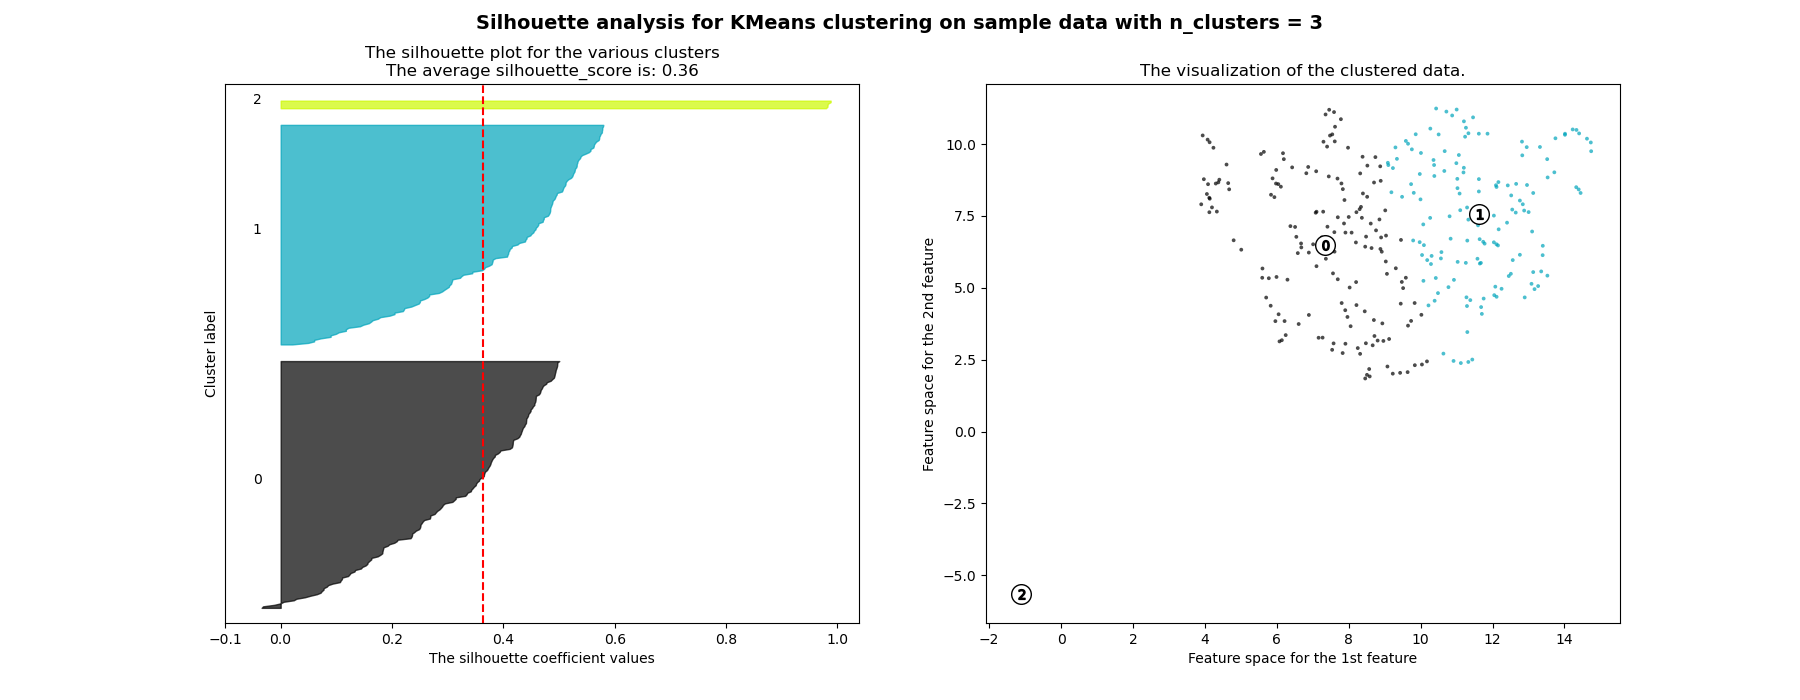 Silhouette analysis for KMeans clustering on sample data with n_clusters = 3
The silhouette plot for the various clusters
The average silhouette_score is: 0.36
2
1
0
Cluster label
−0.1 0.0 0.2 0.4 0.6 0.8 1.0
The silhouette coefficient values
The visualization of the clustered data.
10.0
7.5
5.0
2.5
0.0
−2.5
−5.0
Feature space for the 2nd feature
1
0
2
−2 0 2 4 6 8 10 12 14
Feature space for the 1st feature